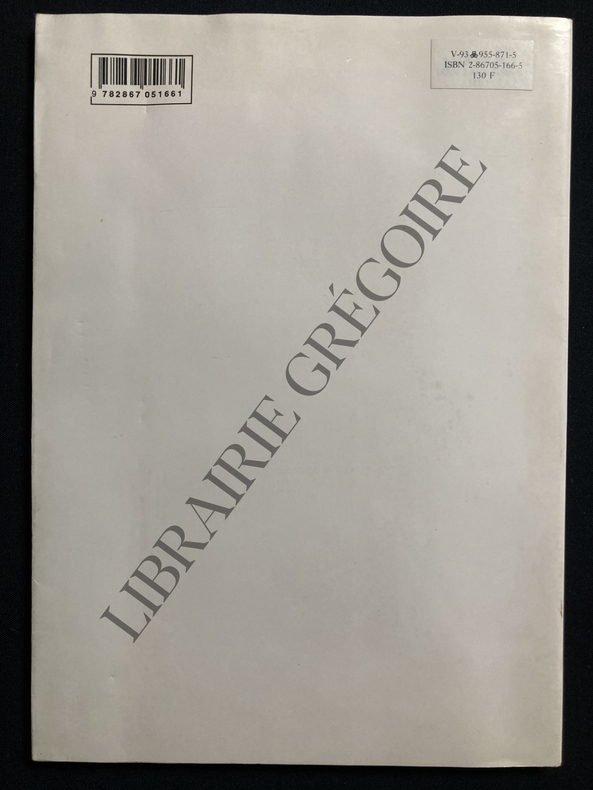 V-93 955-871-5
ISBN 2-86705-166-5
130 F
9 782867 051661
LIBRAIRIE GRÉGOIRE